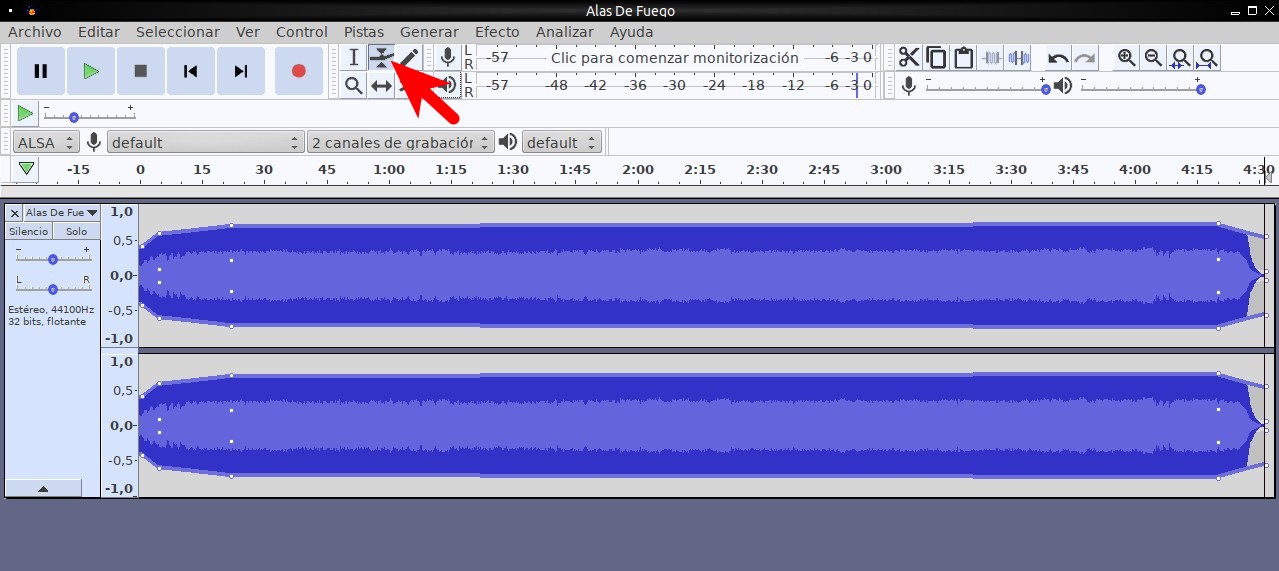 Alas De Fuego
Archivo Editar Seleccionar Ver Control Pistas Generar Efecto Analizar Ayuda
L
R
-57 Clic para comenzar monitorización -6 -3 0
L
R
-57 -48 -42 -36 -30 -24 -18 -12 -6 -3 0
ALSA default 2 canales de grabación default
-15 0 15 30 45 1:00 1:15 1:30 1:45 2:00 2:15 2:30 2:45 3:00 3:15 3:30 3:45 4:00 4:15 4:30
Alas De Fue
Silencio Solo
L R
Estéreo, 44100Hz
32 bits, flotante
1,0
0,5
0,0
-0,5
-1,0
1,0
0,5
0,0
-0,5
-1,0